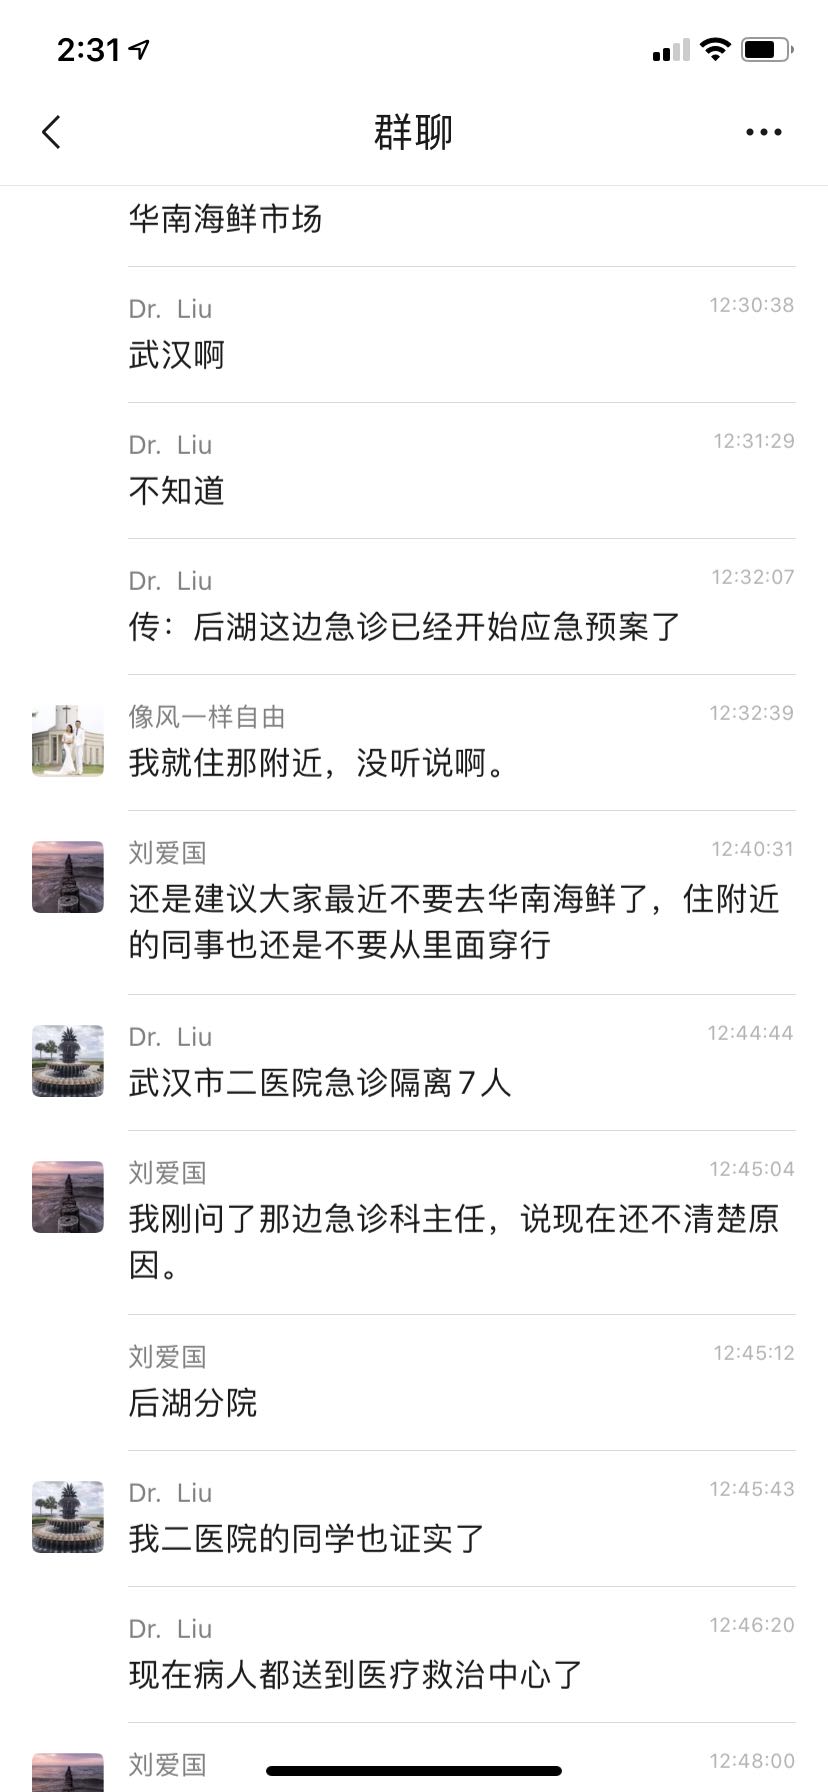 2:31
群聊
华南海鲜市场
Dr. Liu 12:30:38
武汉啊
Dr. Liu 12:31:29
不知道
Dr. Liu 12:32:07
传：后湖这边急诊已经开始应急预案了
像风一样自由 12:32:39
我就住那附近，没听说啊。
刘爱国 12:40:31
还是建议大家最近不要去华南海鲜了，住附近
的同事也还是不要从里面穿行
Dr. Liu 12:44:44
武汉市二医院急诊隔离7人
刘爱国 12:45:04
我刚问了那边急诊科主任，说现在还不清楚原
因。
刘爱国 12:45:12
后湖分院
Dr. Liu 12:45:43
我二医院的同学也证实了
Dr. Liu 12:46:20
现在病人都送到医疗救治中心了
刘爱国 12:48:00